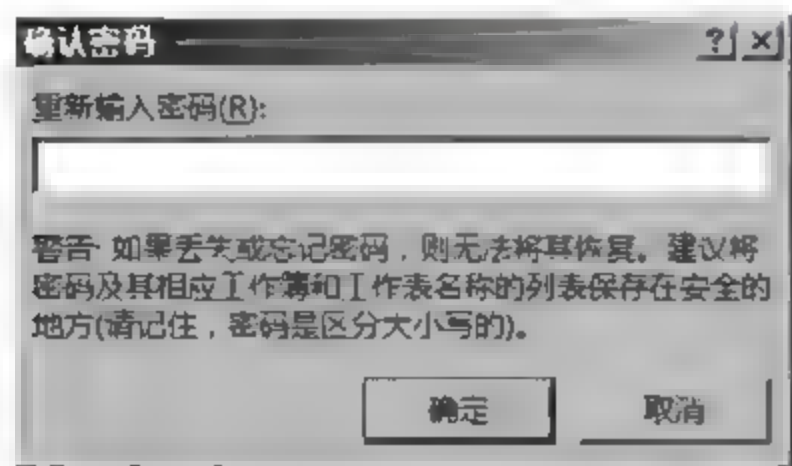 确认密码
重新输入密码(R):
警告:如果丢失或忘记密码，则无法将其恢复。建议将
密码及其相应工作簿和工作表名称的列表保存在安全的
地方(请记住，密码是区分大小写的)。
确定
取消